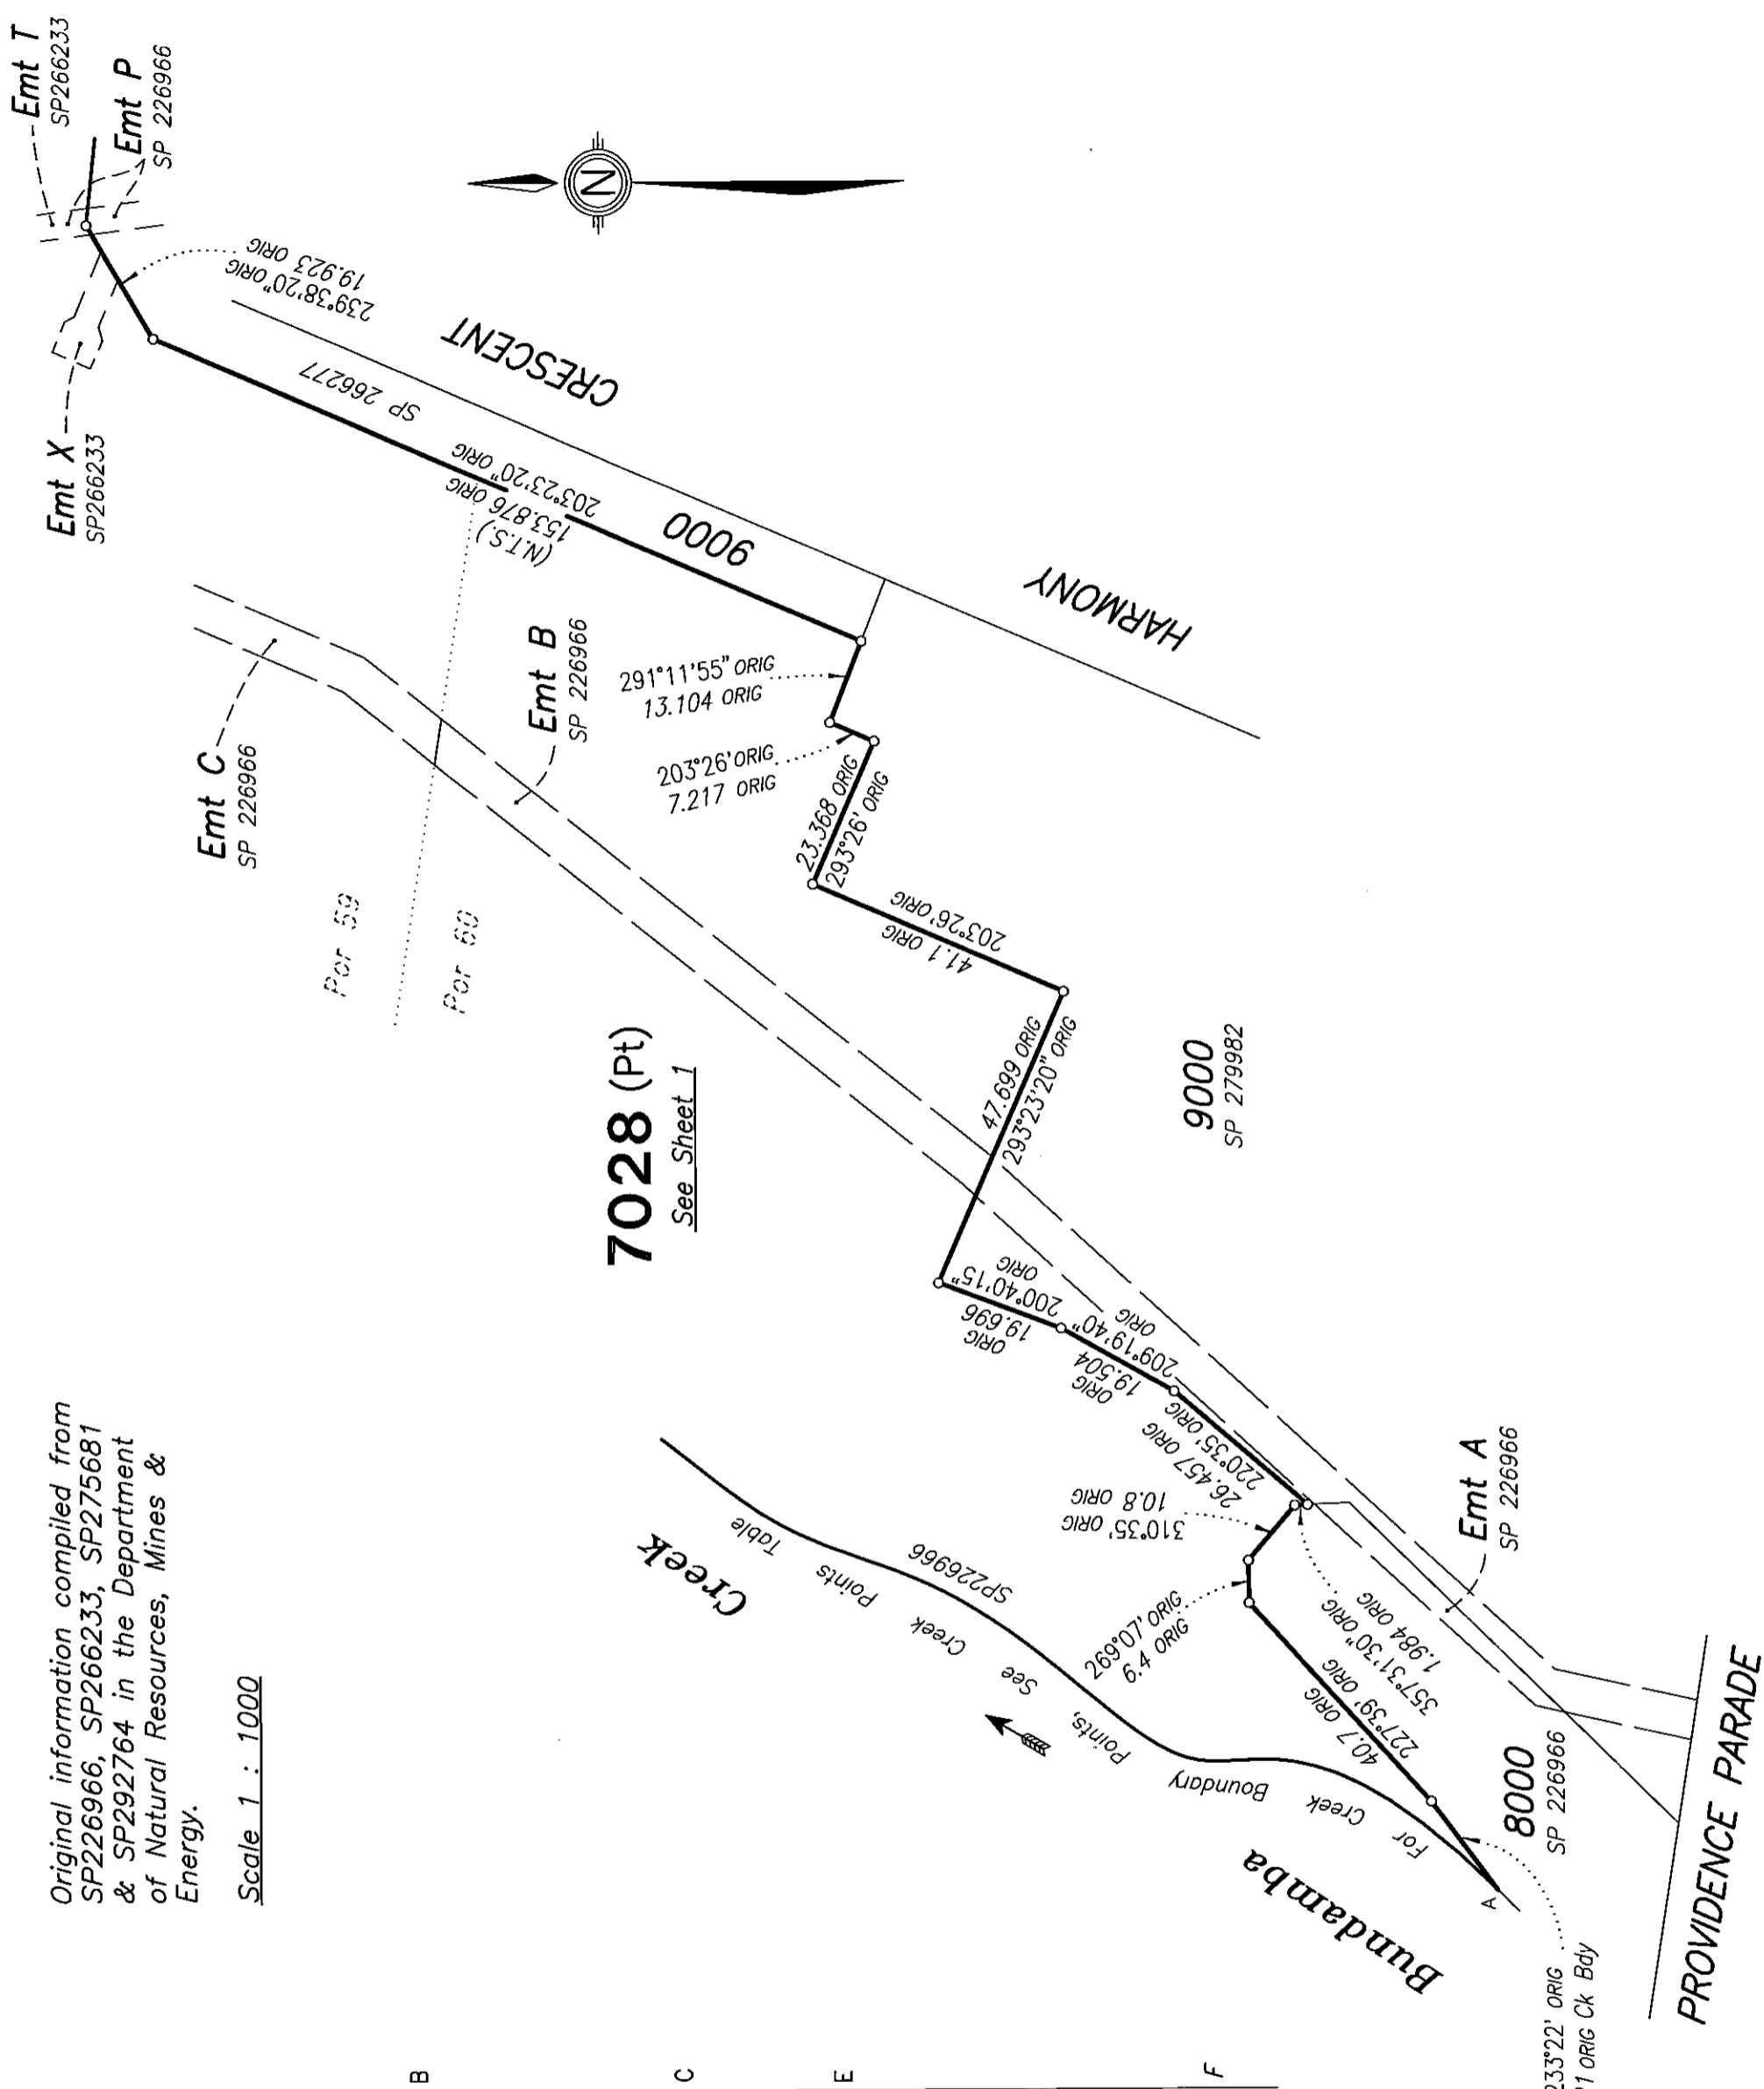 Original information compiled from
SP226966, SP266233, SP275681
& SP292764 in the Department
of Natural Resources, Mines &
Energy.
Scale 1 : 1000
Emt T
SP266233
Emt P
SP 226966
Emt X
SP266233
239°38'20" ORIG
19.923 ORIG
N
SP 266277
CRESCENT
203°23'20" ORIG
153.876 ORIG
(N.T.S.)
9000
HARMONY
Emt C
SP 226966
Emt B
SP 226966
Por 59
Por 60
291°11'55" ORIG
13.104 ORIG
203°26' ORIG
7.217 ORIG
23.368 ORIG
293°26' ORIG
203°26' ORIG
41.1 ORIG
7028 (Pt)
See Sheet 1
47.699 ORIG
293°23'20" ORIG
9000
SP 279982
200°40'15"
ORIG
19.696
ORIG
209°19'40"
ORIG
19.504
ORIG
220°35' ORIG
26.457 ORIG
310°35' ORIG
10.8 ORIG
269°07' ORIG
6.4 ORIG
357°31'30" ORIG
1.984 ORIG
227°39' ORIG
40.7 ORIG
Emt A
SP 226966
Bundamba Creek
For Creek Boundary Points, See Creek Points Table
SP226966
8000
SP 226966
A
233°22' ORIG
1 ORIG Ck Bdy
PROVIDENCE PARADE
B
C
E
F